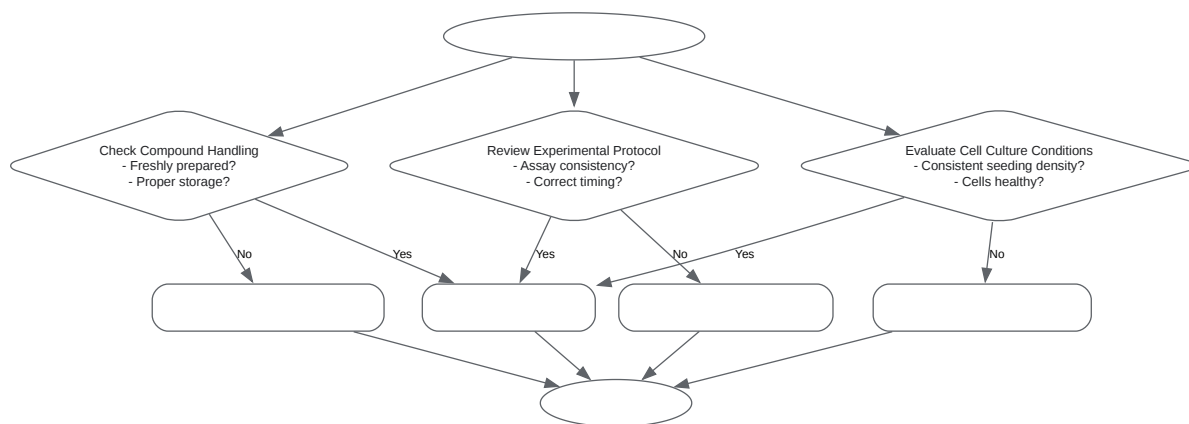 Check Compound Handling
- Freshly prepared?
- Proper storage?
Review Experimental Protocol
- Assay consistency?
- Correct timing?
Evaluate Cell Culture Conditions
- Consistent seeding density?
- Cells healthy?
No
Yes
Yes
No
Yes
No